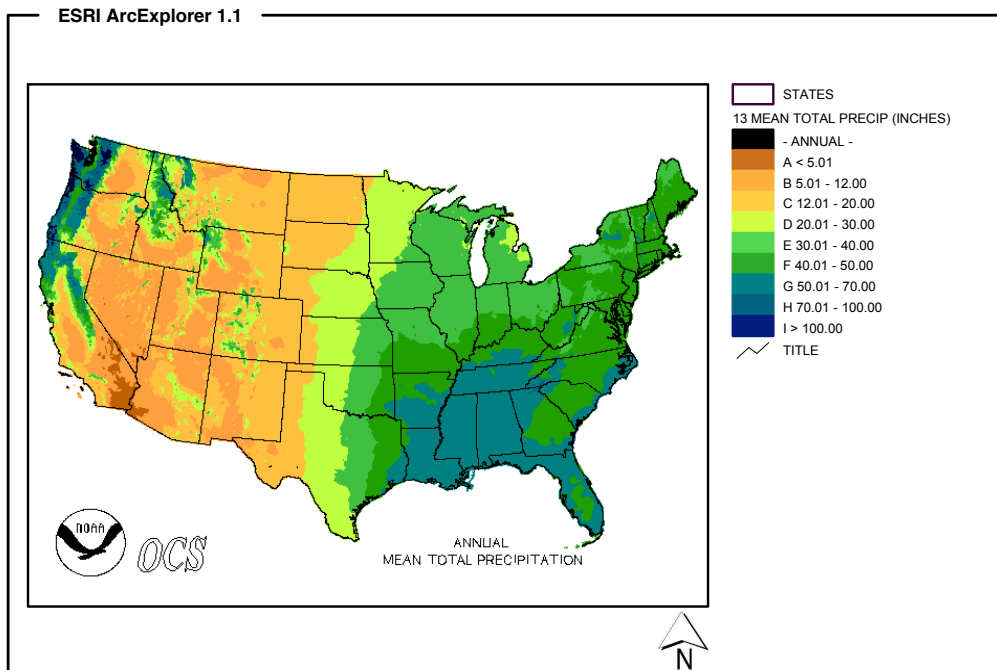 ESRI ArcExplorer 1.1
STATES
13 MEAN TOTAL PRECIP (INCHES)
- ANNUAL -
A < 5.01
B 5.01 - 12.00
C 12.01 - 20.00
D 20.01 - 30.00
E 30.01 - 40.00
F 40.01 - 50.00
G 50.01 - 70.00
H 70.01 - 100.00
I > 100.00
TITLE
NOAA
OCS
ANNUAL
MEAN TOTAL PRECIPITATION
N